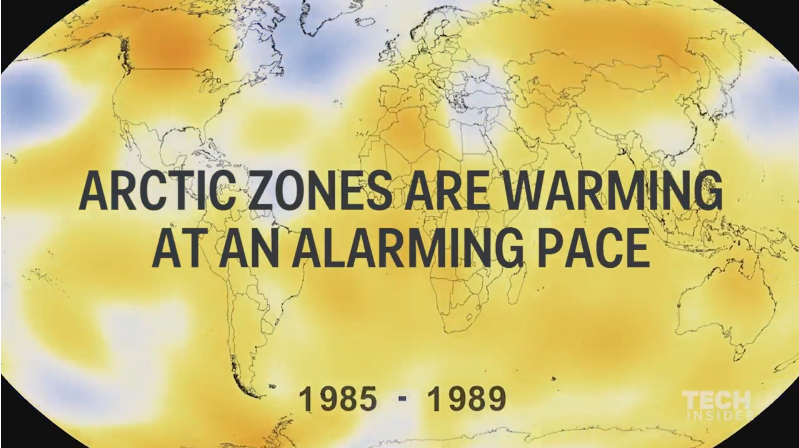 ARCTIC ZONES ARE WARMING
AT AN ALARMING PACE
1985 - 1989
TECH
INSIDER